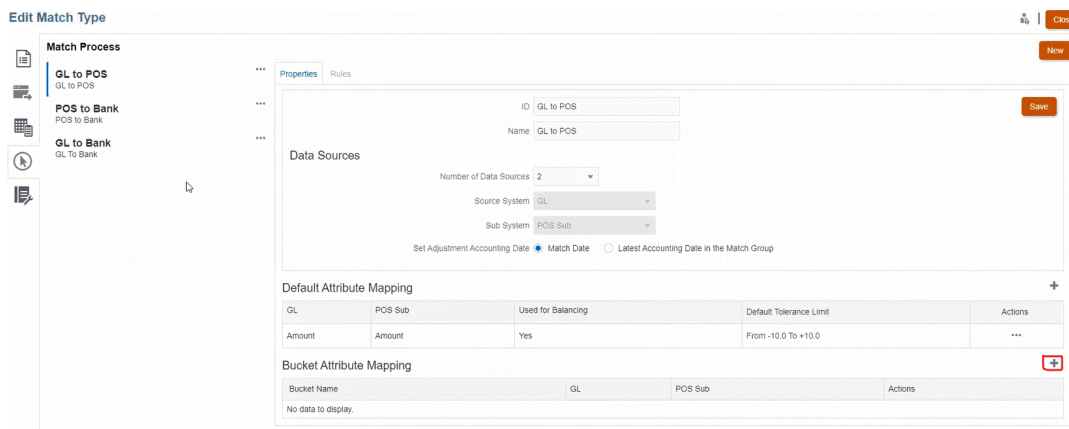 Edit Match Type
Match Process
New
GL to POS
GL to POS
POS to Bank
POS to Bank
GL to Bank
GL To Bank
Properties Rules
ID GL to POS
Save
Name GL to POS
Data Sources
Number of Data Sources 2
Source System GL
Sub System POS Sub
Set Adjustment Accounting Date Match Date Latest Accounting Date in the Match Group
Default Attribute Mapping
GL POS Sub Used for Balancing Default Tolerance Limit Actions
Amount Amount Yes From -10.0 To +10.0
Bucket Attribute Mapping
Bucket Name GL POS Sub Actions
No data to display.